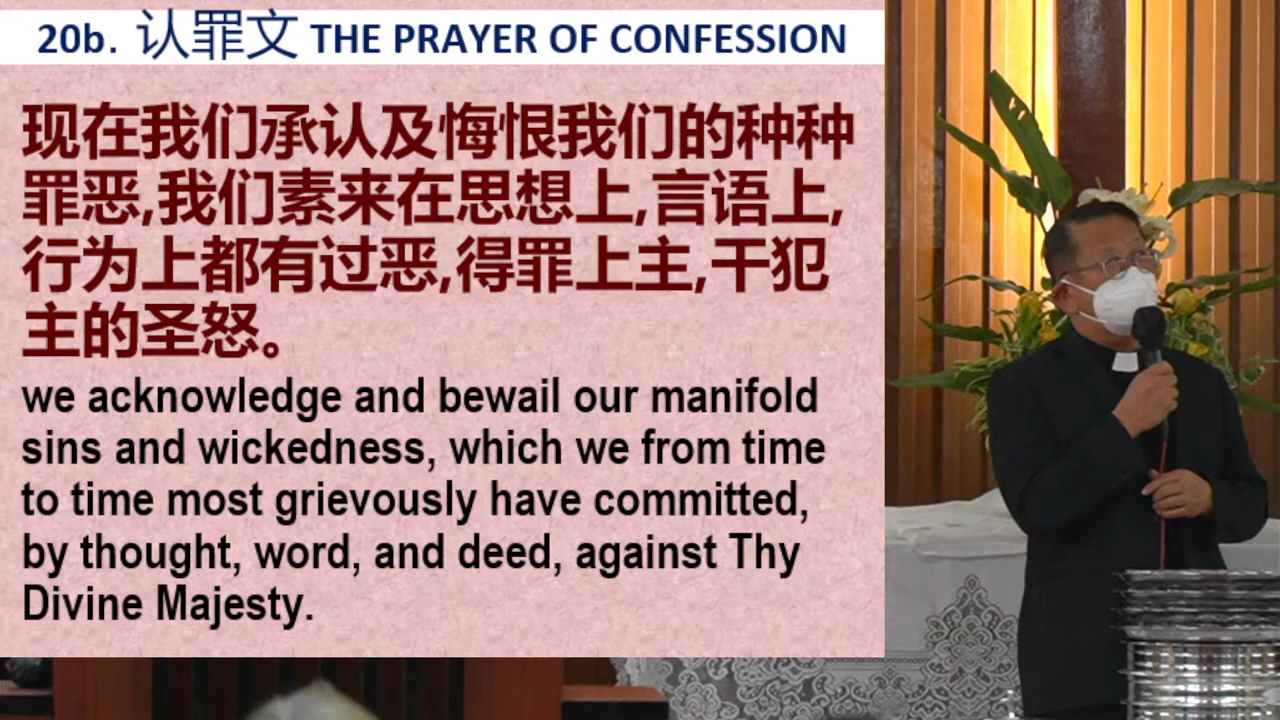 20b. 认罪文 THE PRAYER OF CONFESSION
现在我们承认及悔恨我们的种种
罪恶,我们素来在思想上,言语上,
行为上都有过恶,得罪上主,干犯
主的圣怒。
we acknowledge and bewail our manifold
sins and wickedness, which we from time
to time most grievously have committed,
by thought, word, and deed, against Thy
Divine Majesty.